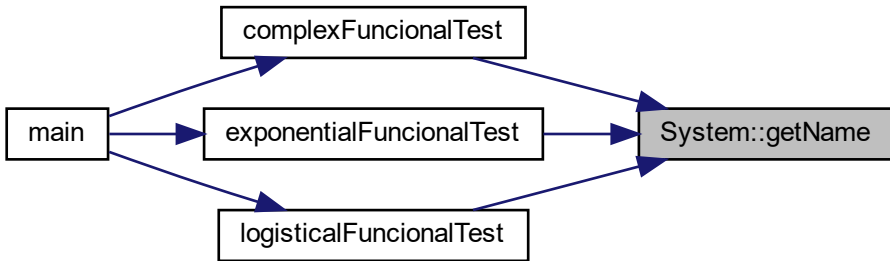 complexFuncionalTest
main
exponentialFuncionalTest
System::getName
logisticalFuncionalTest